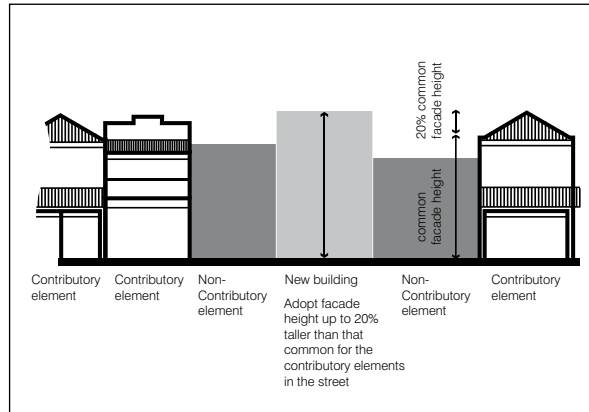 20% common
facade height
common
facade height
Contributory
element
Contributory
element
Non-
Contributory
element
New building
Adopt facade
height up to 20%
taller than that
common for the
contributory elements
in the street
Non-
Contributory
element
Contributory
element